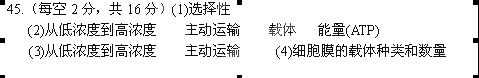 45.（每空 2 分，共 16 分）(1)选择性
(2)从低浓度到高浓度 主动运输 载体 能量(ATP)
(3)从低浓度到高浓度 主动运输 (4)细胞膜的载体种类和数量